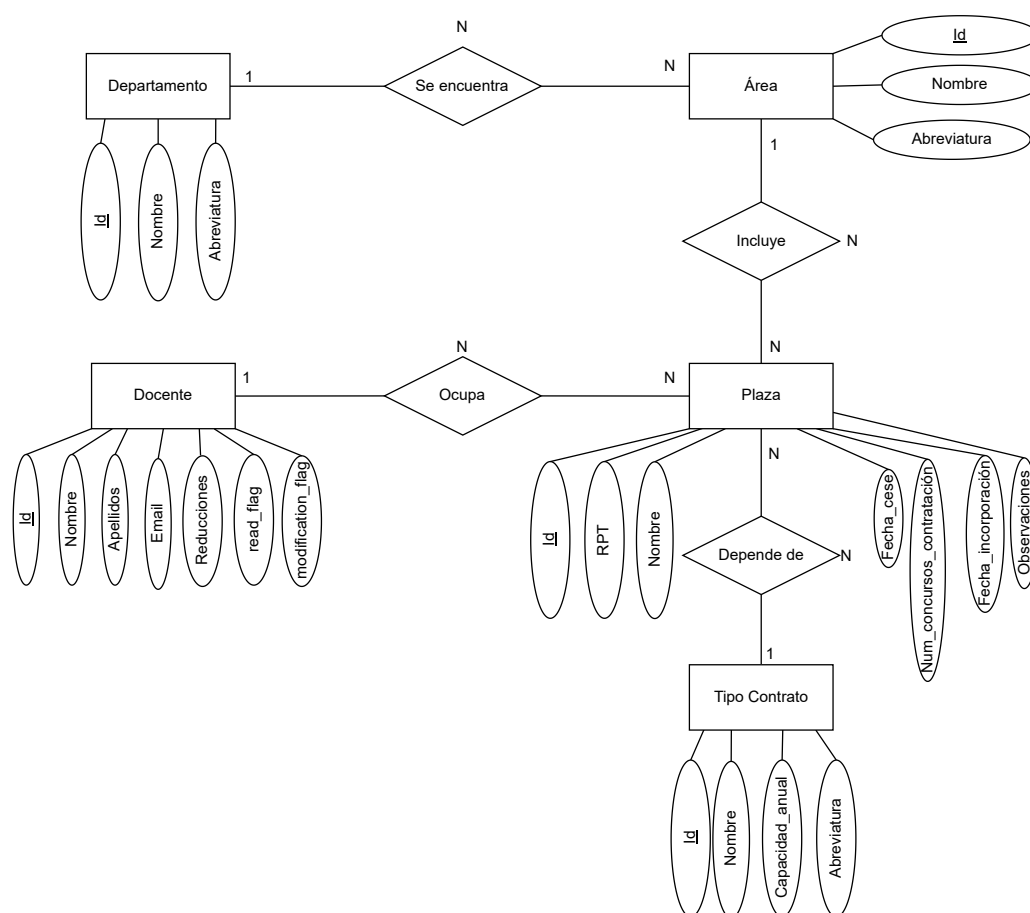 N
Departamento
1
Se encuentra
N
Área
Id
Nombre
Abreviatura
Id
Nombre
Abreviatura
1
Incluye
N
N
Docente
1
N
Ocupa
N
Plaza
Id
Nombre
Apellidos
Email
Reducciones
read_flag
modification_flag
Id
RPT
Nombre
N
Depende de
N
Fecha_cese
Num_concursos_contratación
Fecha_incorporación
Observaciones
1
Tipo Contrato
Id
Nombre
Capacidad_anual
Abreviatura